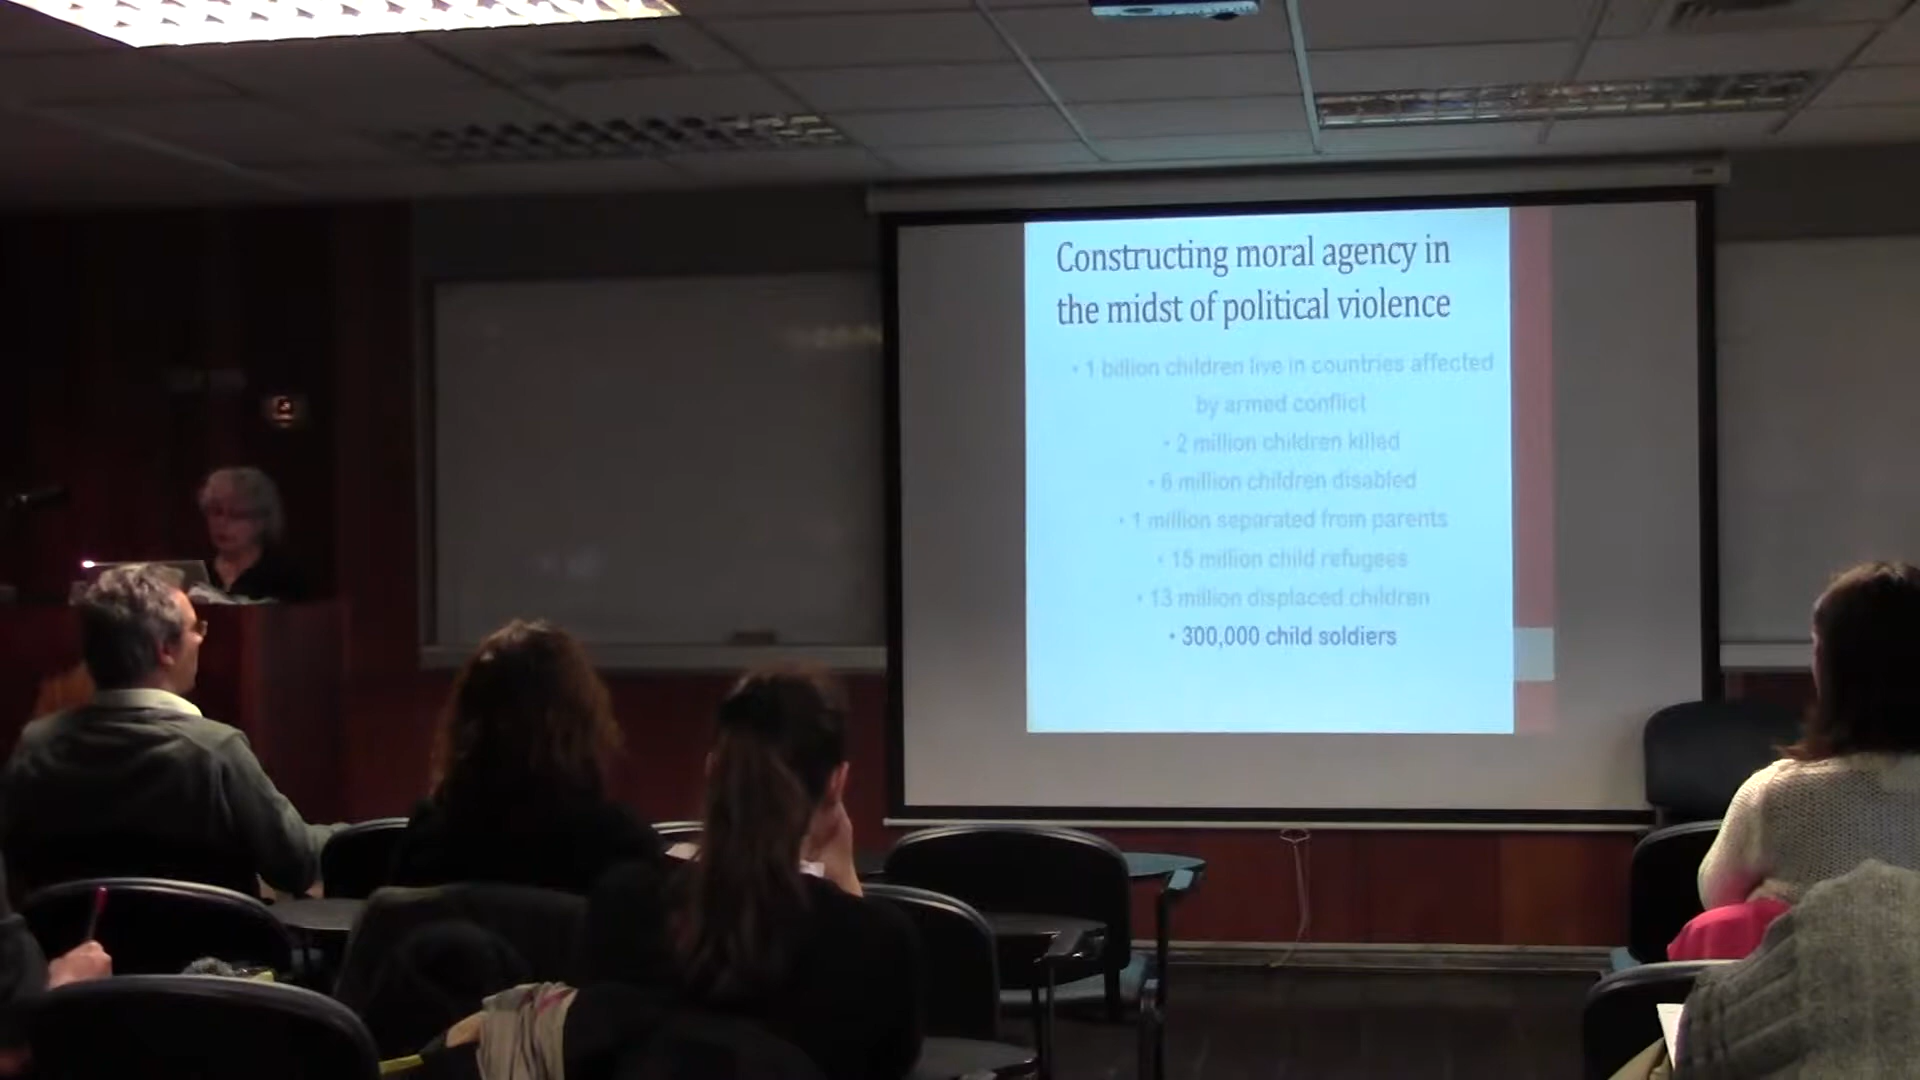 Constructing moral agency in
the midst of political violence
• 1 billion children live in countries affected
by armed conflict
• 2 million children killed
• 6 million children disabled
• 1 million separated from parents
• 15 million child refugees
• 13 million displaced children
• 300,000 child soldiers